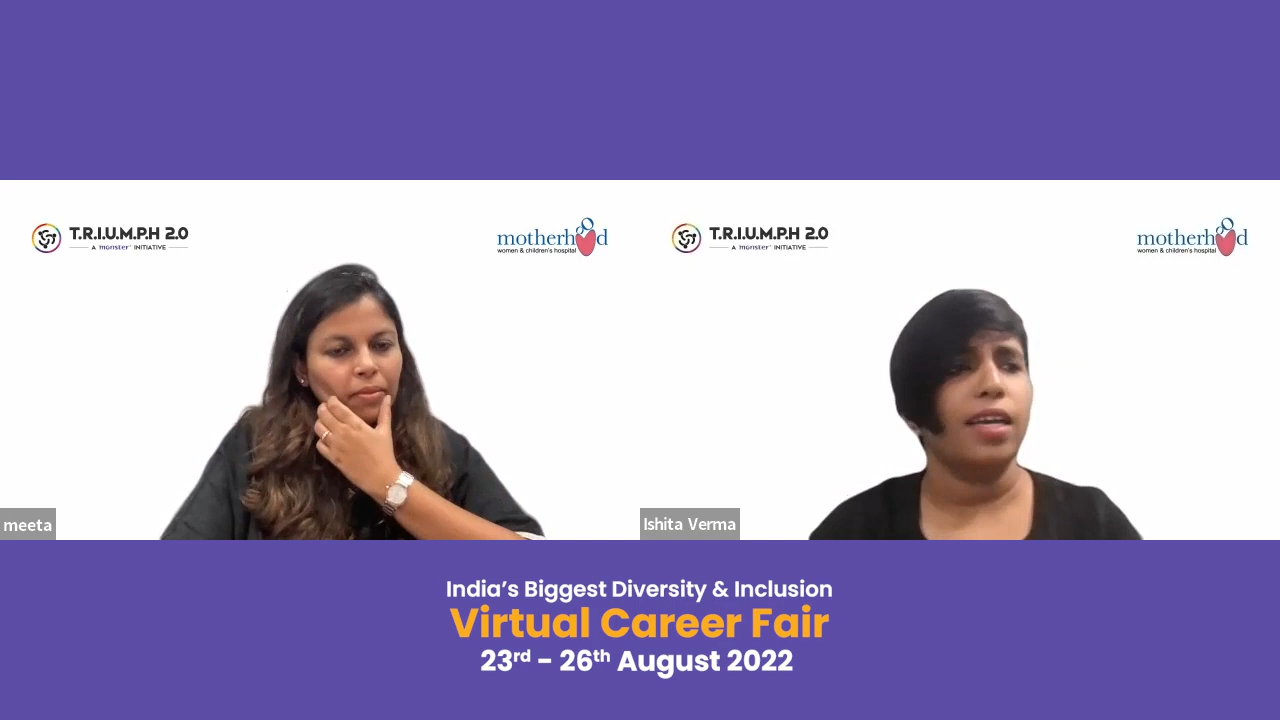 T.R.I.U.M.P.H 2.0
A monster INITIATIVE
motherhood
women & children's hospital
T.R.I.U.M.P.H 2.0
A monster INITIATIVE
motherhood
women & children's hospital
meeta
Ishita Verma
India's Biggest Diversity & Inclusion
Virtual Career Fair
23rd - 26th August 2022